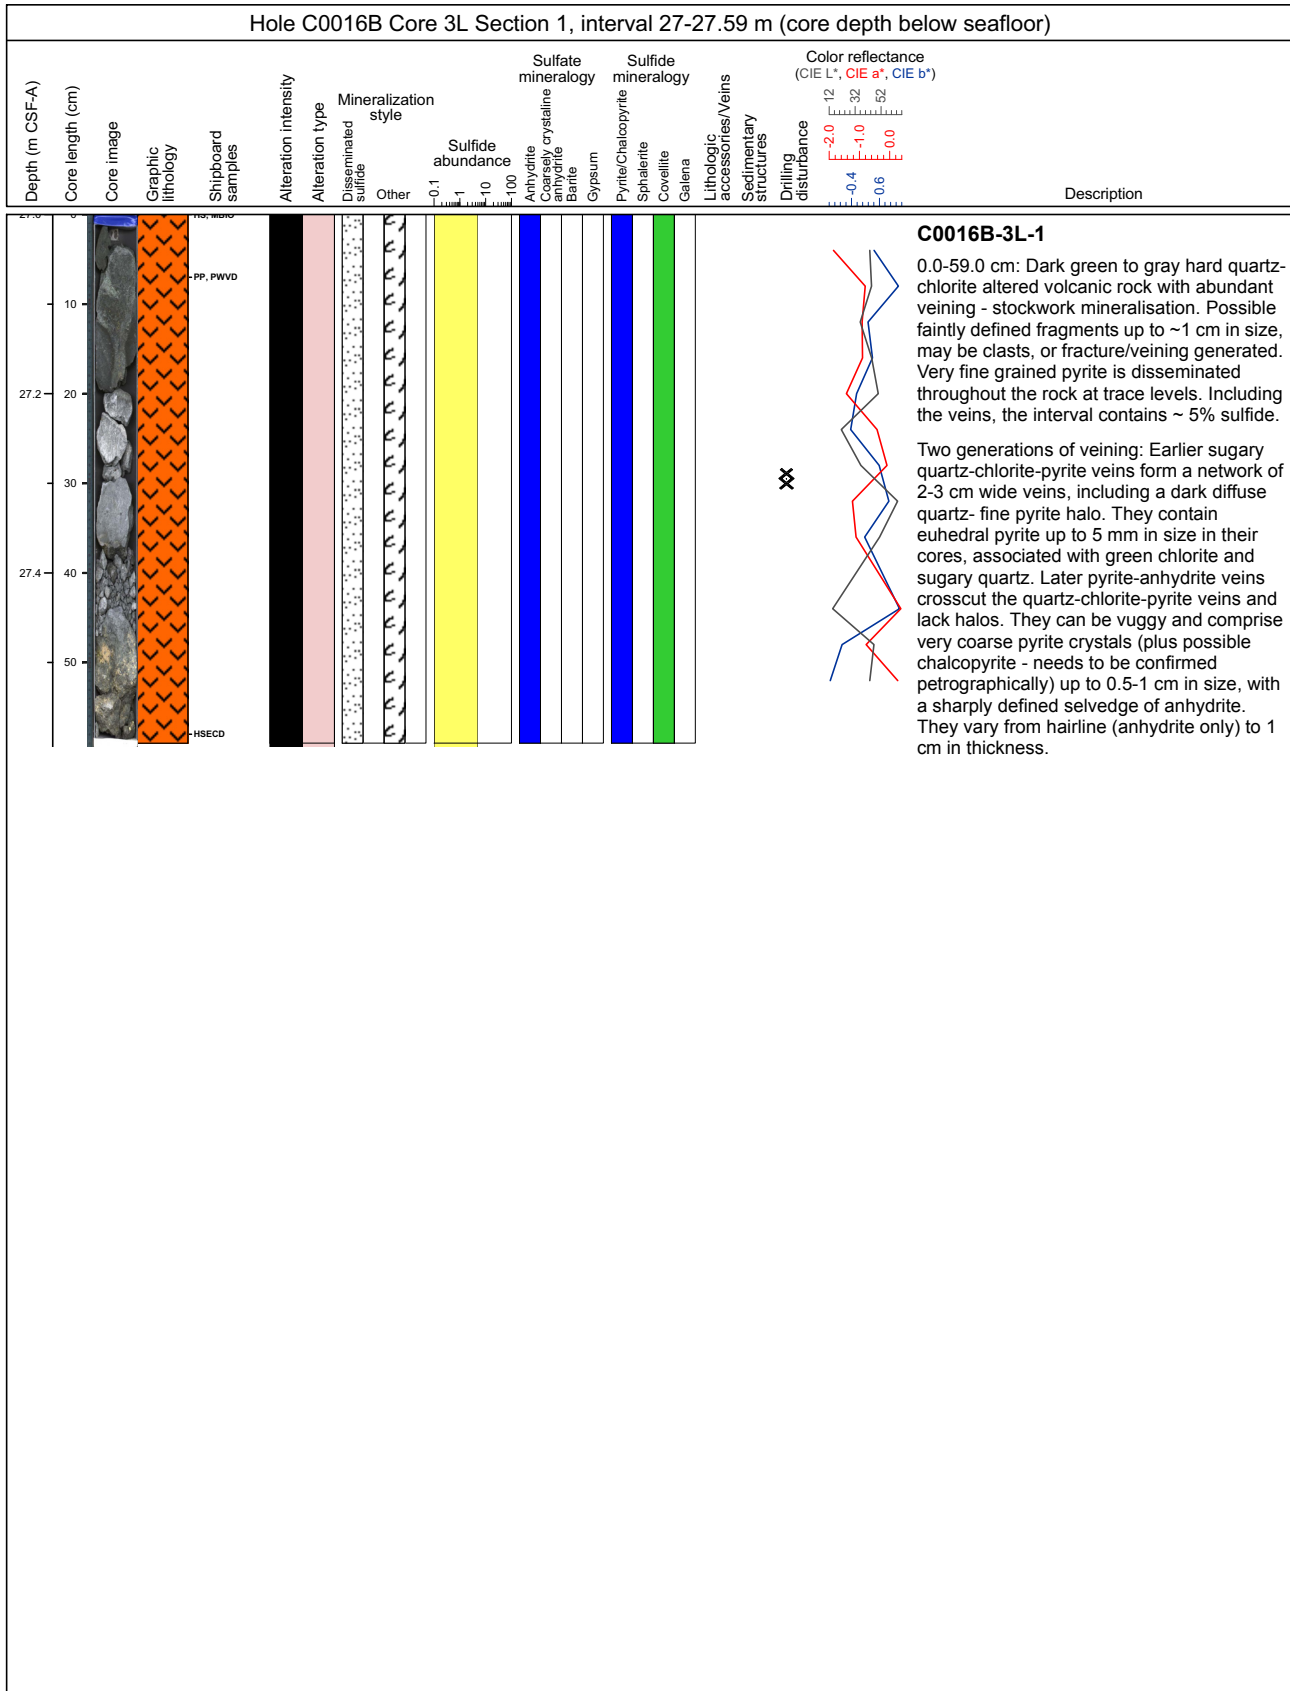 Hole C0016B Core 3L Section 1, interval 27-27.59 m (core depth below seafloor)
Depth (m CSF-A)
Core length (cm)
Core image
Graphic
lithology
Shipboard
samples
Alteration intensity
Alteration type
Mineralization
style
Disseminated
sulfide
Other
Sulfide
abundance
0.1
1
10
100
Sulfate
mineralogy
Anhydrite
Coarsely crystaline
anhydrite
Barite
Gypsum
Sulfide
mineralogy
Pyrite/Chalcopyrite
Sphalerite
Covellite
Galena
Lithologic
accessories/Veins
Sedimentary
structures
Drilling
disturbance
Color reflectance
(CIE L*, CIE a*, CIE b*)
12
32
52
-2.0
-1.0
0.0
-0.4
0.6
Description
27.0
0
HS, MBIO
PP, PWVD
10
27.2
20
30
27.4
40
50
HSECD
C0016B-3L-1
0.0-59.0 cm: Dark green to gray hard quartz-
chlorite altered volcanic rock with abundant
veining - stockwork mineralisation. Possible
faintly defined fragments up to ~1 cm in size,
may be clasts, or fracture/veining generated.
Very fine grained pyrite is disseminated
throughout the rock at trace levels. Including
the veins, the interval contains ~ 5% sulfide.
Two generations of veining: Earlier sugary
quartz-chlorite-pyrite veins form a network of
2-3 cm wide veins, including a dark diffuse
quartz- fine pyrite halo. They contain
euhedral pyrite up to 5 mm in size in their
cores, associated with green chlorite and
sugary quartz. Later pyrite-anhydrite veins
crosscut the quartz-chlorite-pyrite veins and
lack halos. They can be vuggy and comprise
very coarse pyrite crystals (plus possible
chalcopyrite - needs to be confirmed
petrographically) up to 0.5-1 cm in size, with
a sharply defined selvedge of anhydrite.
They vary from hairline (anhydrite only) to 1
cm in thickness.